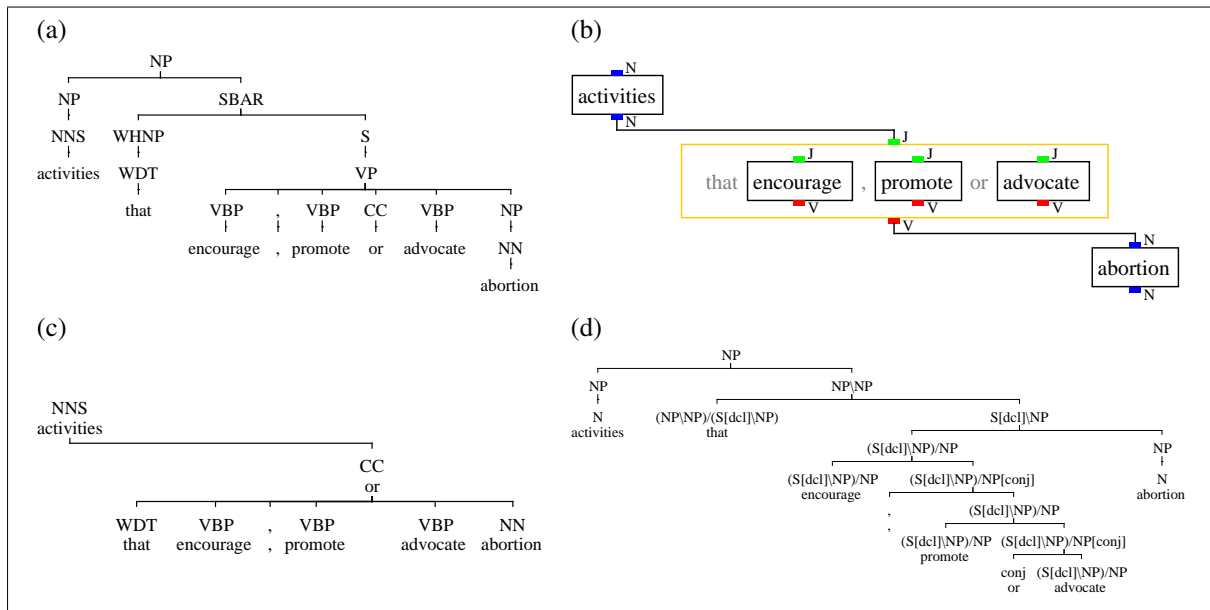 (a)
NP
NP SBAR
NNS WHNP S
activities WDT VP
that VBP , VBP CC VBP NP
encourage , promote or advocate NN
abortion
(b)
N
activities
N
J
J J J
that encourage , promote or advocate
V V V
V
N
abortion
N
(c)
NNS
activities
CC
or
WDT VBP , VBP VBP NN
that encourage , promote advocate abortion
(d)
NP
NP NP\NP
N (NP\NP)/(S[dcl]\NP) S[dcl]\NP
activities that
(S[dcl]\NP)/NP NP
(S[dcl]\NP)/NP (S[dcl]\NP)/NP[conj] N
encourage abortion
, (S[dcl]\NP)/NP
,
(S[dcl]\NP)/NP (S[dcl]\NP)/NP[conj]
promote
conj (S[dcl]\NP)/NP
or advocate